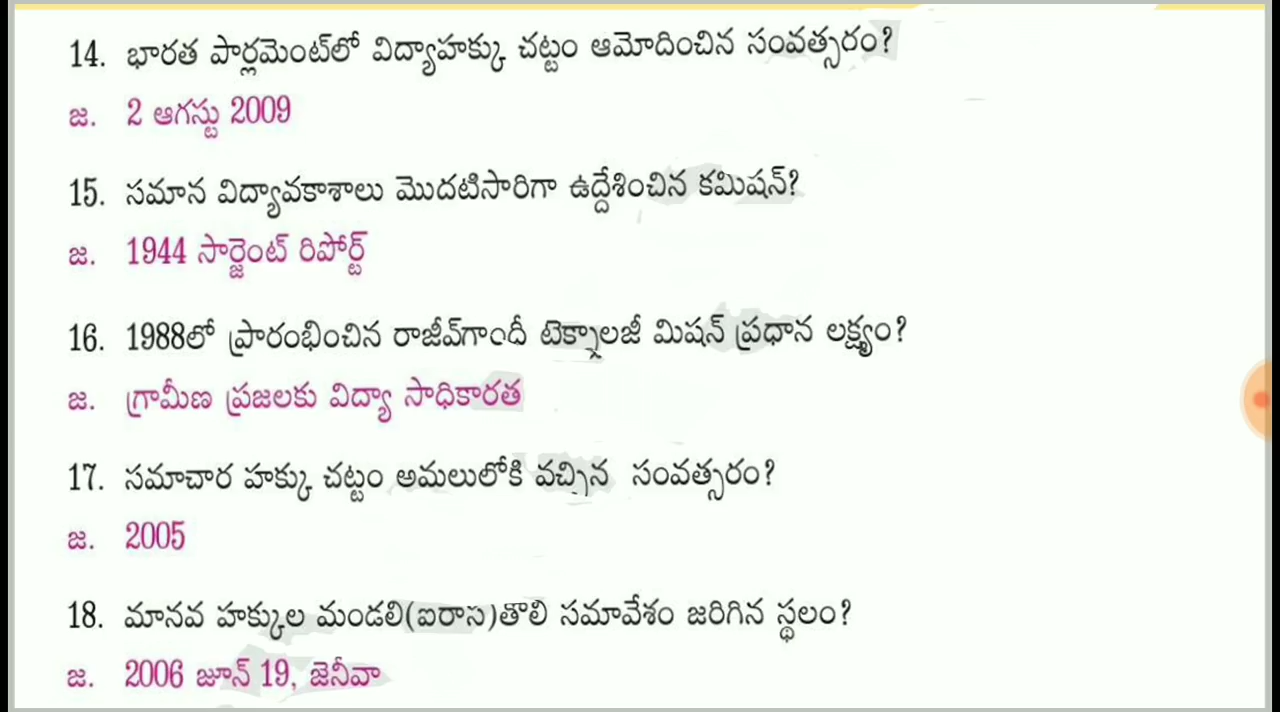 14. భారత పార్లమెంట్‌లో విద్యాహక్కు చట్టం ఆమోదించిన సంవత్సరం?
జ. 2 ఆగస్టు 2009
15. సమాన విద్యావకాశాలు మొదటిసారిగా ఉద్దేశించిన కమిషన్?
జ. 1944 సార్జెంట్ రిపోర్ట్
16. 1988లో ప్రారంభించిన రాజీవ్‌గాందీ టెక్నాలజీ మిషన్ ప్రధాన లక్ష్యం?
జ. గ్రామీణ ప్రజలకు విద్యా సాధికారత
17. సమాచార హక్కు చట్టం అమలులోకి వచ్చిన సంవత్సరం?
జ. 2005
18. మానవ హక్కుల మండలి(ఐరాస)తొలి సమావేశం జరిగిన స్థలం?
జ. 2006 జూన్ 19, జెనీవా